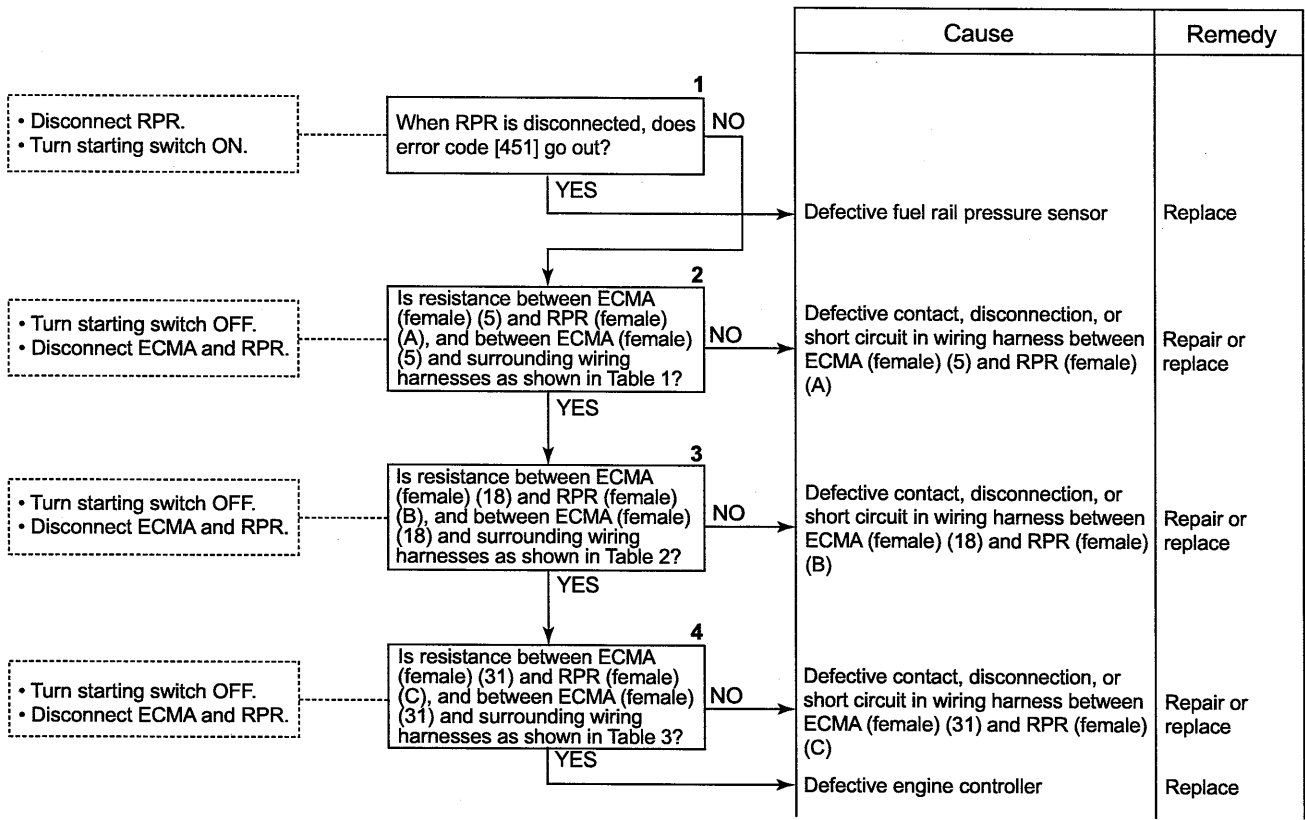 Cause
Remedy
• Disconnect RPR.
• Turn starting switch ON.
1
When RPR is disconnected, does
error code [451] go out?
NO
YES
Defective fuel rail pressure sensor
Replace
2
• Turn starting switch OFF.
• Disconnect ECMA and RPR.
Is resistance between ECMA
(female) (5) and RPR (female)
(A), and between ECMA (female)
(5) and surrounding wiring
harnesses as shown in Table 1?
NO
YES
Defective contact, disconnection, or
short circuit in wiring harness between
ECMA (female) (5) and RPR (female)
(A)
Repair or
replace
3
• Turn starting switch OFF.
• Disconnect ECMA and RPR.
Is resistance between ECMA
(female) (18) and RPR (female)
(B), and between ECMA (female)
(18) and surrounding wiring
harnesses as shown in Table 2?
NO
YES
Defective contact, disconnection, or
short circuit in wiring harness between
ECMA (female) (18) and RPR (female)
(B)
Repair or
replace
4
• Turn starting switch OFF.
• Disconnect ECMA and RPR.
Is resistance between ECMA
(female) (31) and RPR (female)
(C), and between ECMA (female)
(31) and surrounding wiring
harnesses as shown in Table 3?
NO
YES
Defective contact, disconnection, or
short circuit in wiring harness between
ECMA (female) (31) and RPR (female)
(C)
Repair or
replace
Defective engine controller
Replace